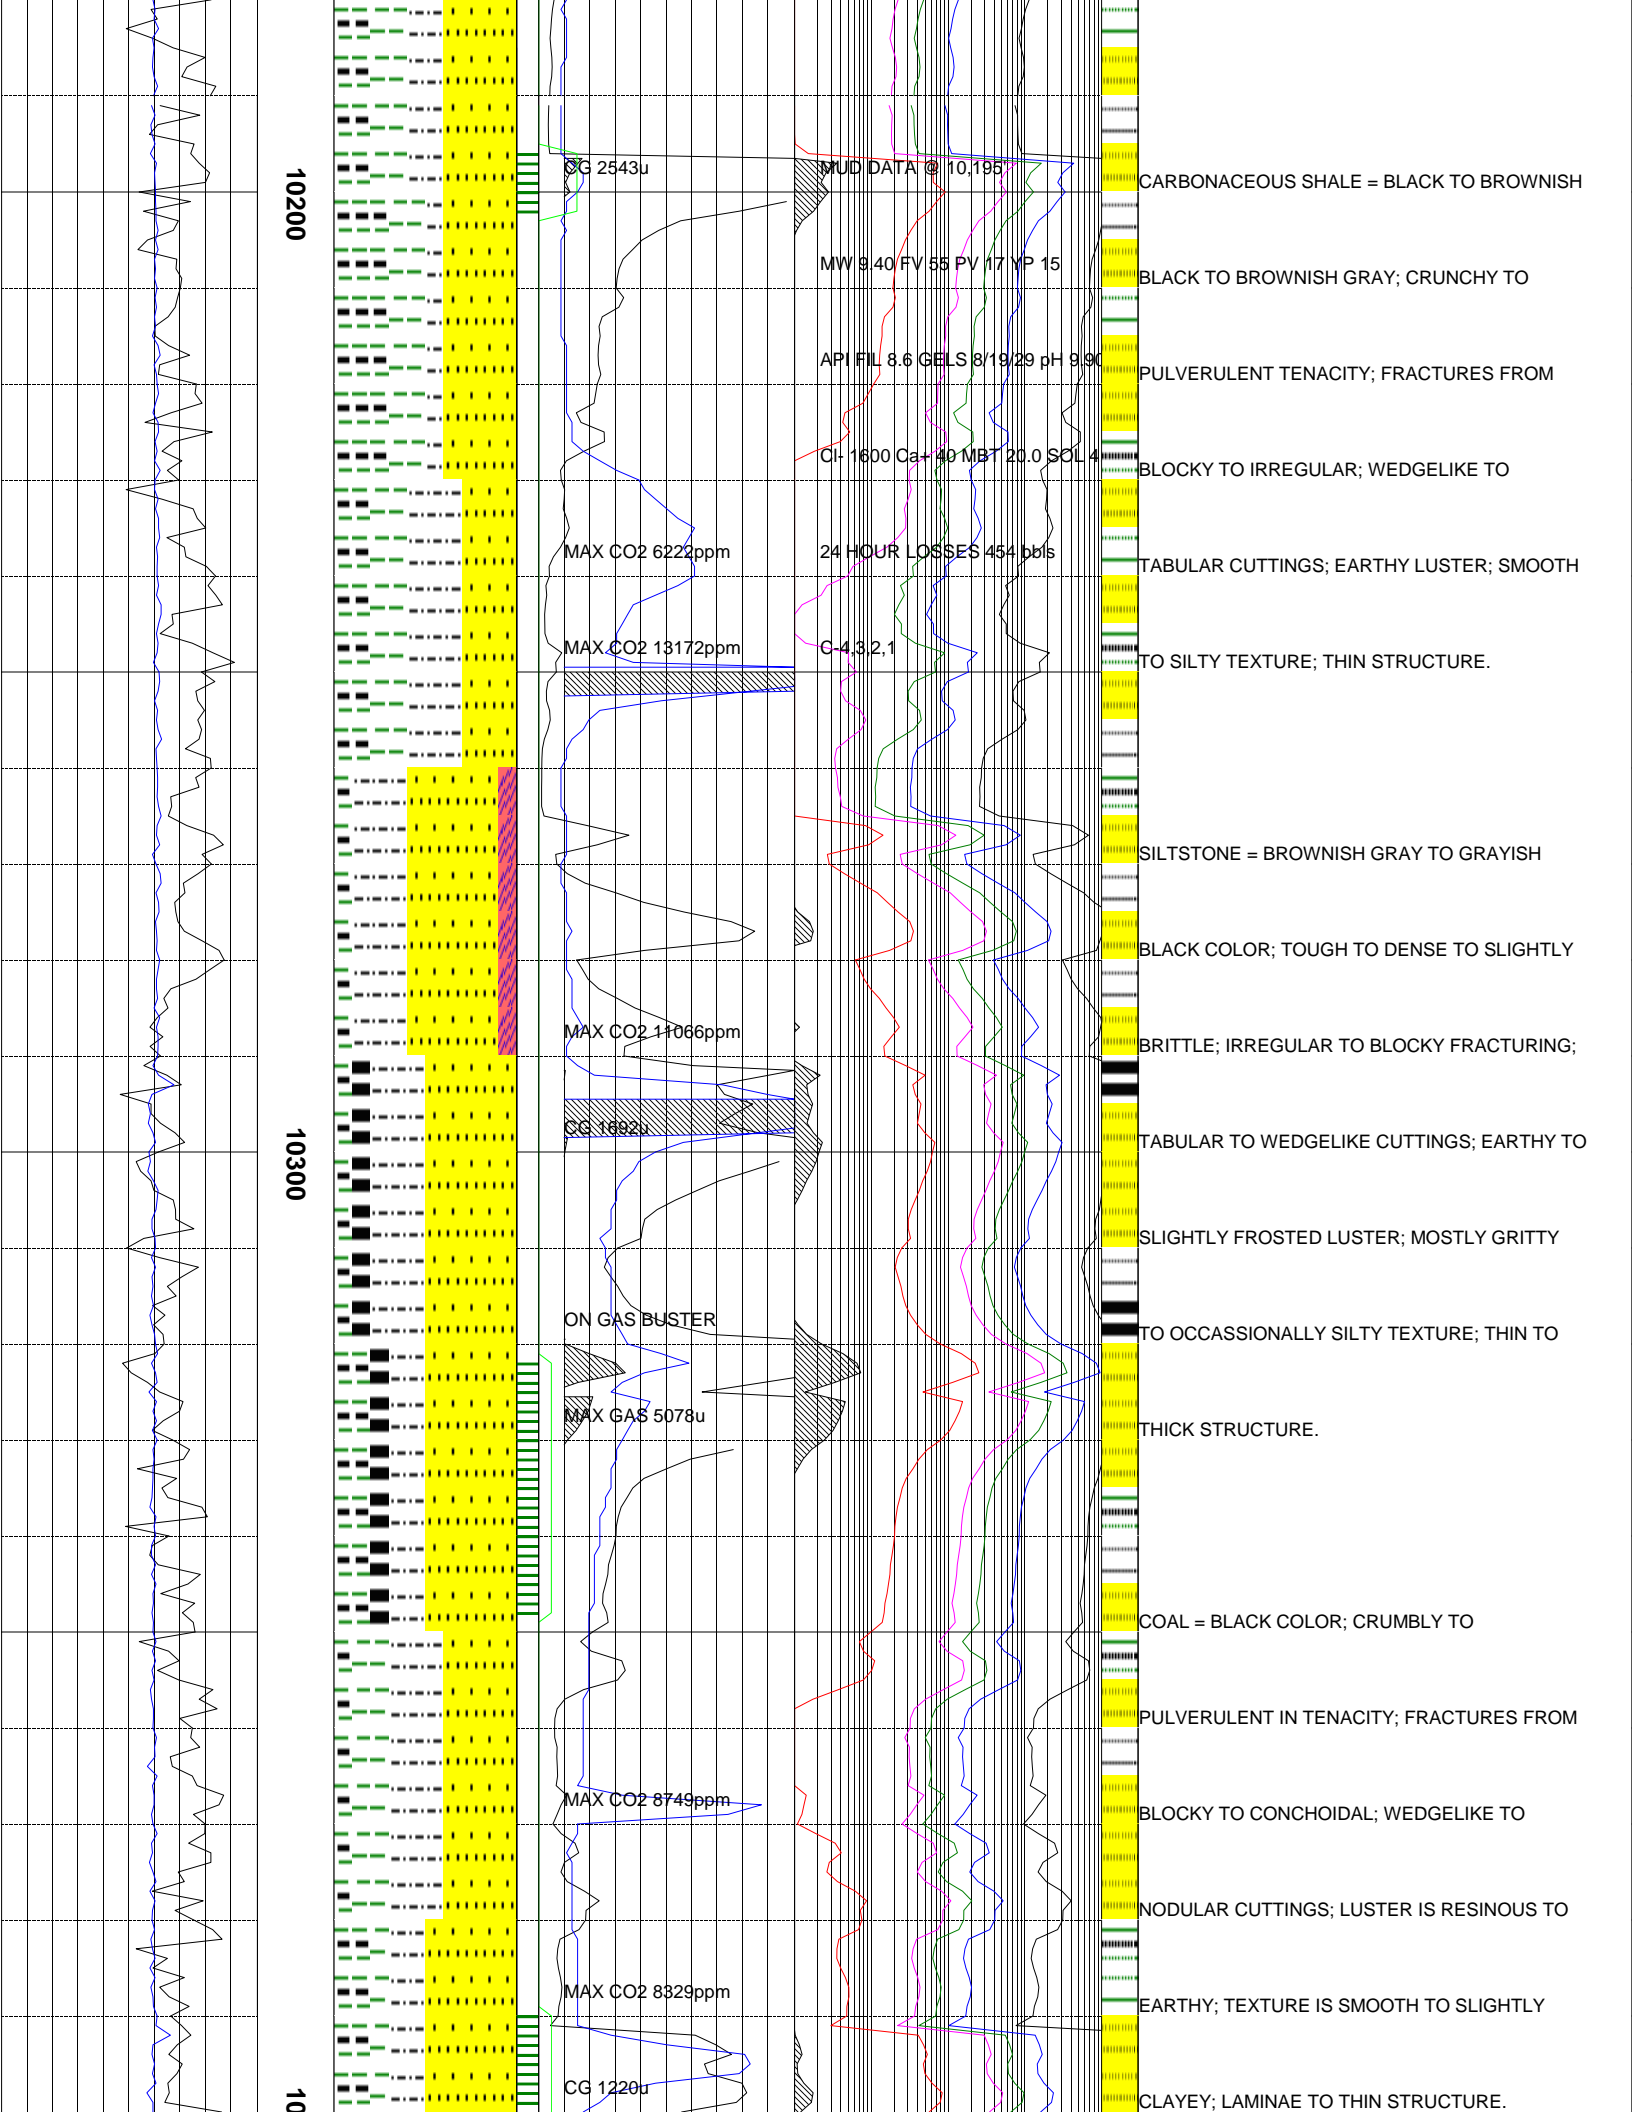 CG 2543u
MUD DATA @ 10,195'
CARBONACEOUS SHALE = BLACK TO BROWNISH
10200
MW 9.40 FV 55 PV 17 YP 15
BLACK TO BROWNISH GRAY; CRUNCHY TO
API FIL 8.6 GELS 8/19/29 pH 9.90
PULVERULENT TENACITY; FRACTURES FROM
Cl- 1600 Ca+ 40 MBT 20.0 SOL 4
BLOCKY TO IRREGULAR; WEDGELIKE TO
MAX CO2 6222ppm
24 HOUR LOSSES 454 bbls
TABULAR CUTTINGS; EARTHY LUSTER; SMOOTH
MAX CO2 13172ppm
C-4,3,2,1
TO SILTY TEXTURE; THIN STRUCTURE.
SILTSTONE = BROWNISH GRAY TO GRAYISH
BLACK COLOR; TOUGH TO DENSE TO SLIGHTLY
MAX CO2 11066ppm
BRITTLE; IRREGULAR TO BLOCKY FRACTURING;
CG 1692u
TABULAR TO WEDGELIKE CUTTINGS; EARTHY TO
10300
SLIGHTLY FROSTED LUSTER; MOSTLY GRITTY
ON GAS BUSTER
TO OCCASSIONALLY SILTY TEXTURE; THIN TO
MAX GAS 5078u
THICK STRUCTURE.
COAL = BLACK COLOR; CRUMBLY TO
PULVERULENT IN TENACITY; FRACTURES FROM
MAX CO2 8749ppm
BLOCKY TO CONCHOIDAL; WEDGELIKE TO
NODULAR CUTTINGS; LUSTER IS RESINOUS TO
MAX CO2 8329ppm
EARTHY; TEXTURE IS SMOOTH TO SLIGHTLY
CG 1220u
CLAYEY; LAMINAE TO THIN STRUCTURE.